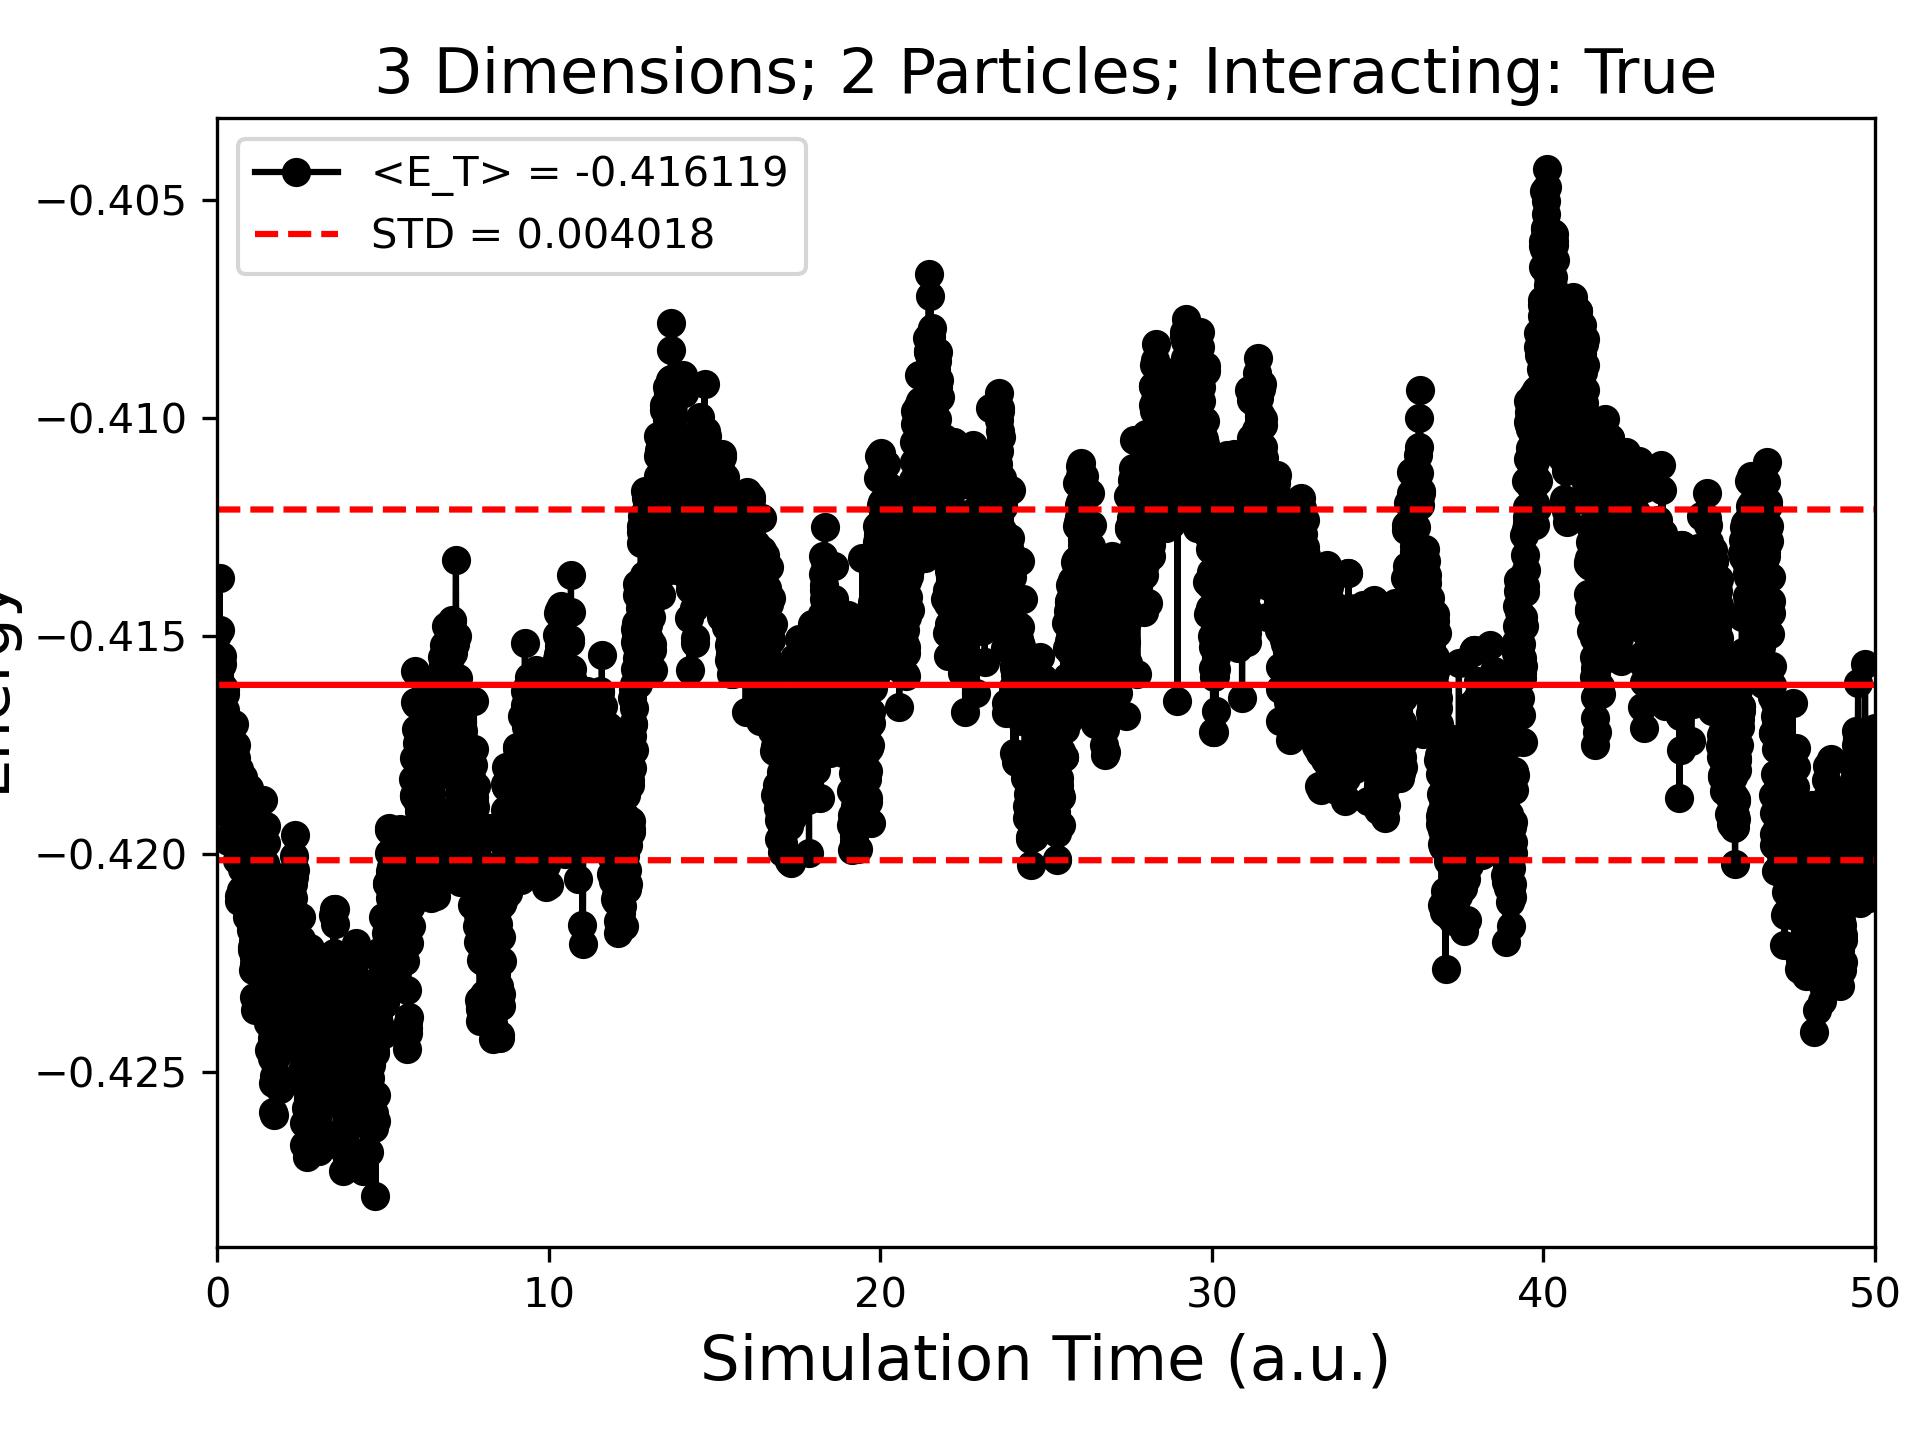 3 Dimensions; 2 Particles; Interacting: True
<E_T> = -0.416119
STD = 0.004018
−0.405
−0.410
−0.415
−0.420
−0.425
Energy
0 10 20 30 40 50
Simulation Time (a.u.)